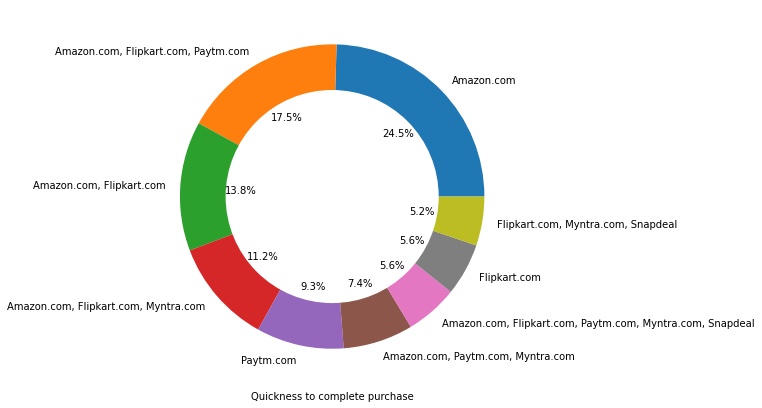 Amazon.com, Flipkart.com, Paytm.com
Amazon.com
17.5%
24.5%
Amazon.com, Flipkart.com
13.8%
5.2%
Flipkart.com, Myntra.com, Snapdeal
5.6%
11.2%
5.6%
Flipkart.com
9.3%
7.4%
Amazon.com, Flipkart.com, Myntra.com
Amazon.com, Flipkart.com, Paytm.com, Myntra.com, Snapdeal
Paytm.com
Amazon.com, Paytm.com, Myntra.com
Quickness to complete purchase